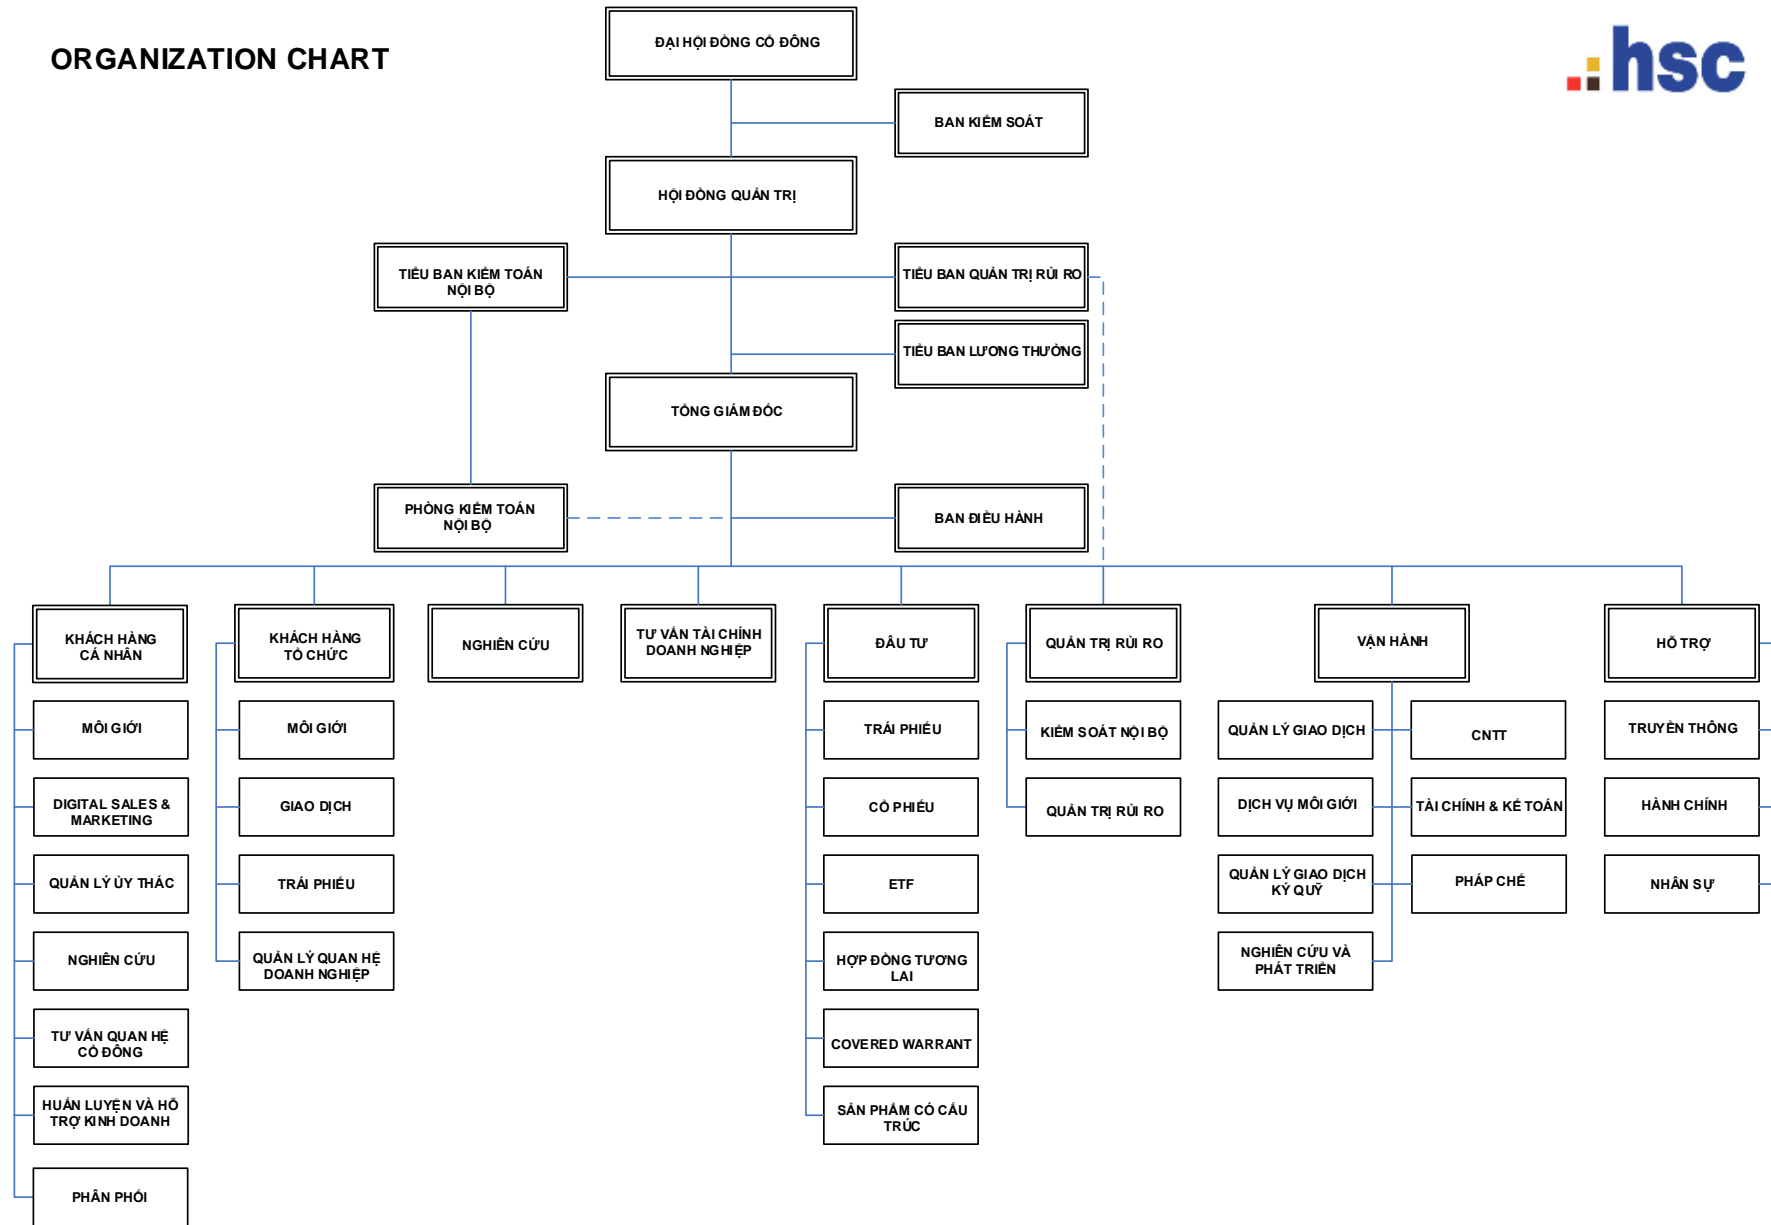 ORGANIZATION CHART
hsc
ĐẠI HỘI ĐỒNG CỔ ĐÔNG
BAN KIỂM SOÁT
HỘI ĐỒNG QUẢN TRỊ
TIỂU BAN KIỂM TOÁN
NỘI BỘ
TIỂU BAN QUẢN TRỊ RỦI RO
TIỂU BAN LƯƠNG THƯỞNG
TỔNG GIÁM ĐỐC
PHÒNG KIỂM TOÁN
NỘI BỘ
BAN ĐIỀU HÀNH
KHÁCH HÀNG
CÁ NHÂN
MÔI GIỚI
DIGITAL SALES &
MARKETING
QUẢN LÝ ỦY THÁC
NGHIÊN CỨU
TƯ VẤN QUAN HỆ
CỔ ĐÔNG
HUẤN LUYỆN VÀ HỖ
TRỢ KINH DOANH
PHÂN PHỐI
KHÁCH HÀNG
TỔ CHỨC
MÔI GIỚI
GIAO DỊCH
TRÁI PHIẾU
QUẢN LÝ QUAN HỆ
DOANH NGHIỆP
NGHIÊN CỨU
TƯ VẤN TÀI CHÍNH
DOANH NGHIỆP
ĐẦU TƯ
TRÁI PHIẾU
CỔ PHIẾU
ETF
HỢP ĐỒNG TƯƠNG
LAI
COVERED WARRANT
SẢN PHẨM CÓ CẤU
TRÚC
QUẢN TRỊ RỦI RO
KIỂM SOÁT NỘI BỘ
QUẢN TRỊ RỦI RO
VẬN HÀNH
QUẢN LÝ GIAO DỊCH
DỊCH VỤ MÔI GIỚI
QUẢN LÝ GIAO DỊCH
KÝ QUỸ
NGHIÊN CỨU VÀ
PHÁT TRIỂN
CNTT
TÀI CHÍNH & KẾ TOÁN
PHÁP CHẾ
HỖ TRỢ
TRUYỀN THÔNG
HÀNH CHÍNH
NHÂN SỰ